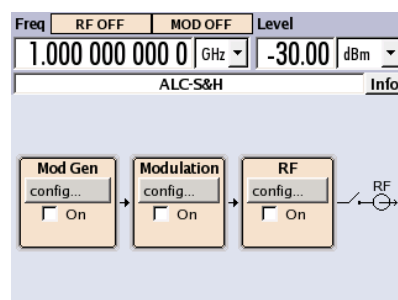 Freq RF OFF MOD OFF Level
1.000 000 000 0 GHz -30.00 dBm
ALC-S&H Info
Mod Gen Modulation RF
config... config... config...
On On On
RF